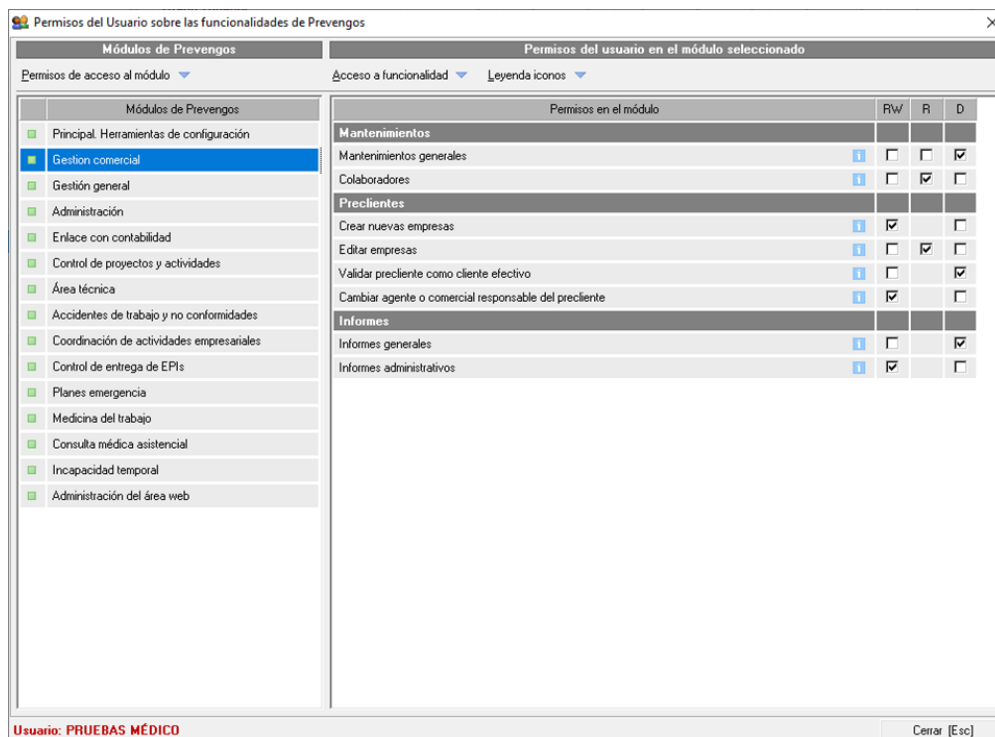 Permisos del Usuario sobre las funcionalidades de Prevengos
Módulos de Prevengos
Permisos del usuario en el módulo seleccionado
Permisos de acceso al módulo
Acceso a funcionalidad
Leyenda iconos
Módulos de Prevengos
Principal. Herramientas de configuración
Gestion comercial
Gestión general
Administración
Enlace con contabilidad
Control de proyectos y actividades
Área técnica
Accidentes de trabajo y no conformidades
Coordinación de actividades empresariales
Control de entrega de EPIs
Planes emergencia
Medicina del trabajo
Consulta médica asistencial
Incapacidad temporal
Administración del área web
Permisos en el módulo RW R D
Mantenimientos
Mantenimientos generales
Colaboradores
Preclientes
Crear nuevas empresas
Editar empresas
Validar precliente como cliente efectivo
Cambiar agente o comercial responsable del precliente
Informes
Informes generales
Informes administrativos
Usuario: PRUEBAS MÉDICO
Cerrar [Esc]